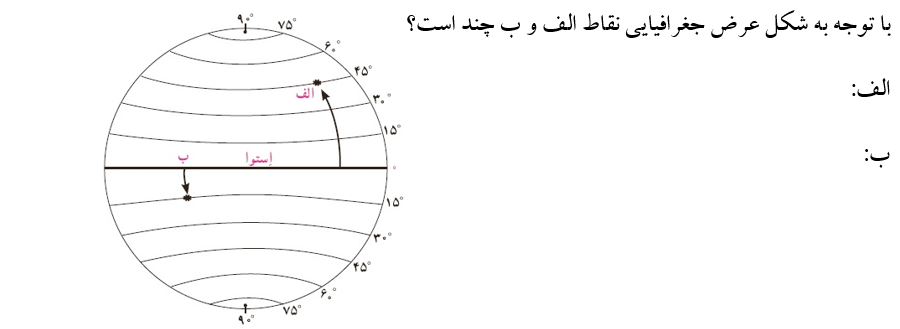 با توجه به شکل عرض جغرافیایی نقاط الف و ب چند است؟
الف:
ب:
۹۰°
۷۵°
۶۰°
۴۵°
الف
۳۰°
۱۵°
ب
اِستوا
۰
۱۵°
۳۰°
۴۵°
۶۰°
۷۵°
۹۰°